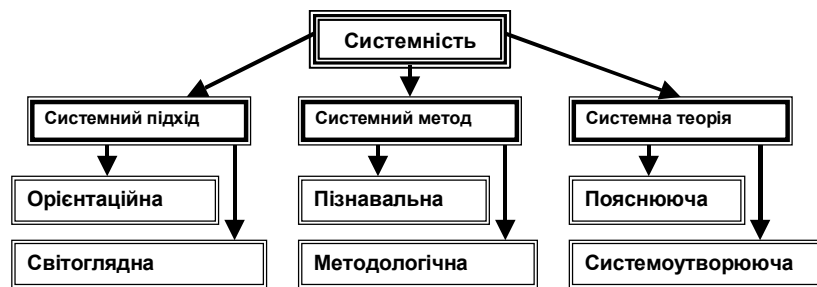 Системність
Системний підхід
Системний метод
Системна теорія
Орієнтаційна
Пізнавальна
Пояснююча
Світоглядна
Методологічна
Системоутворююча